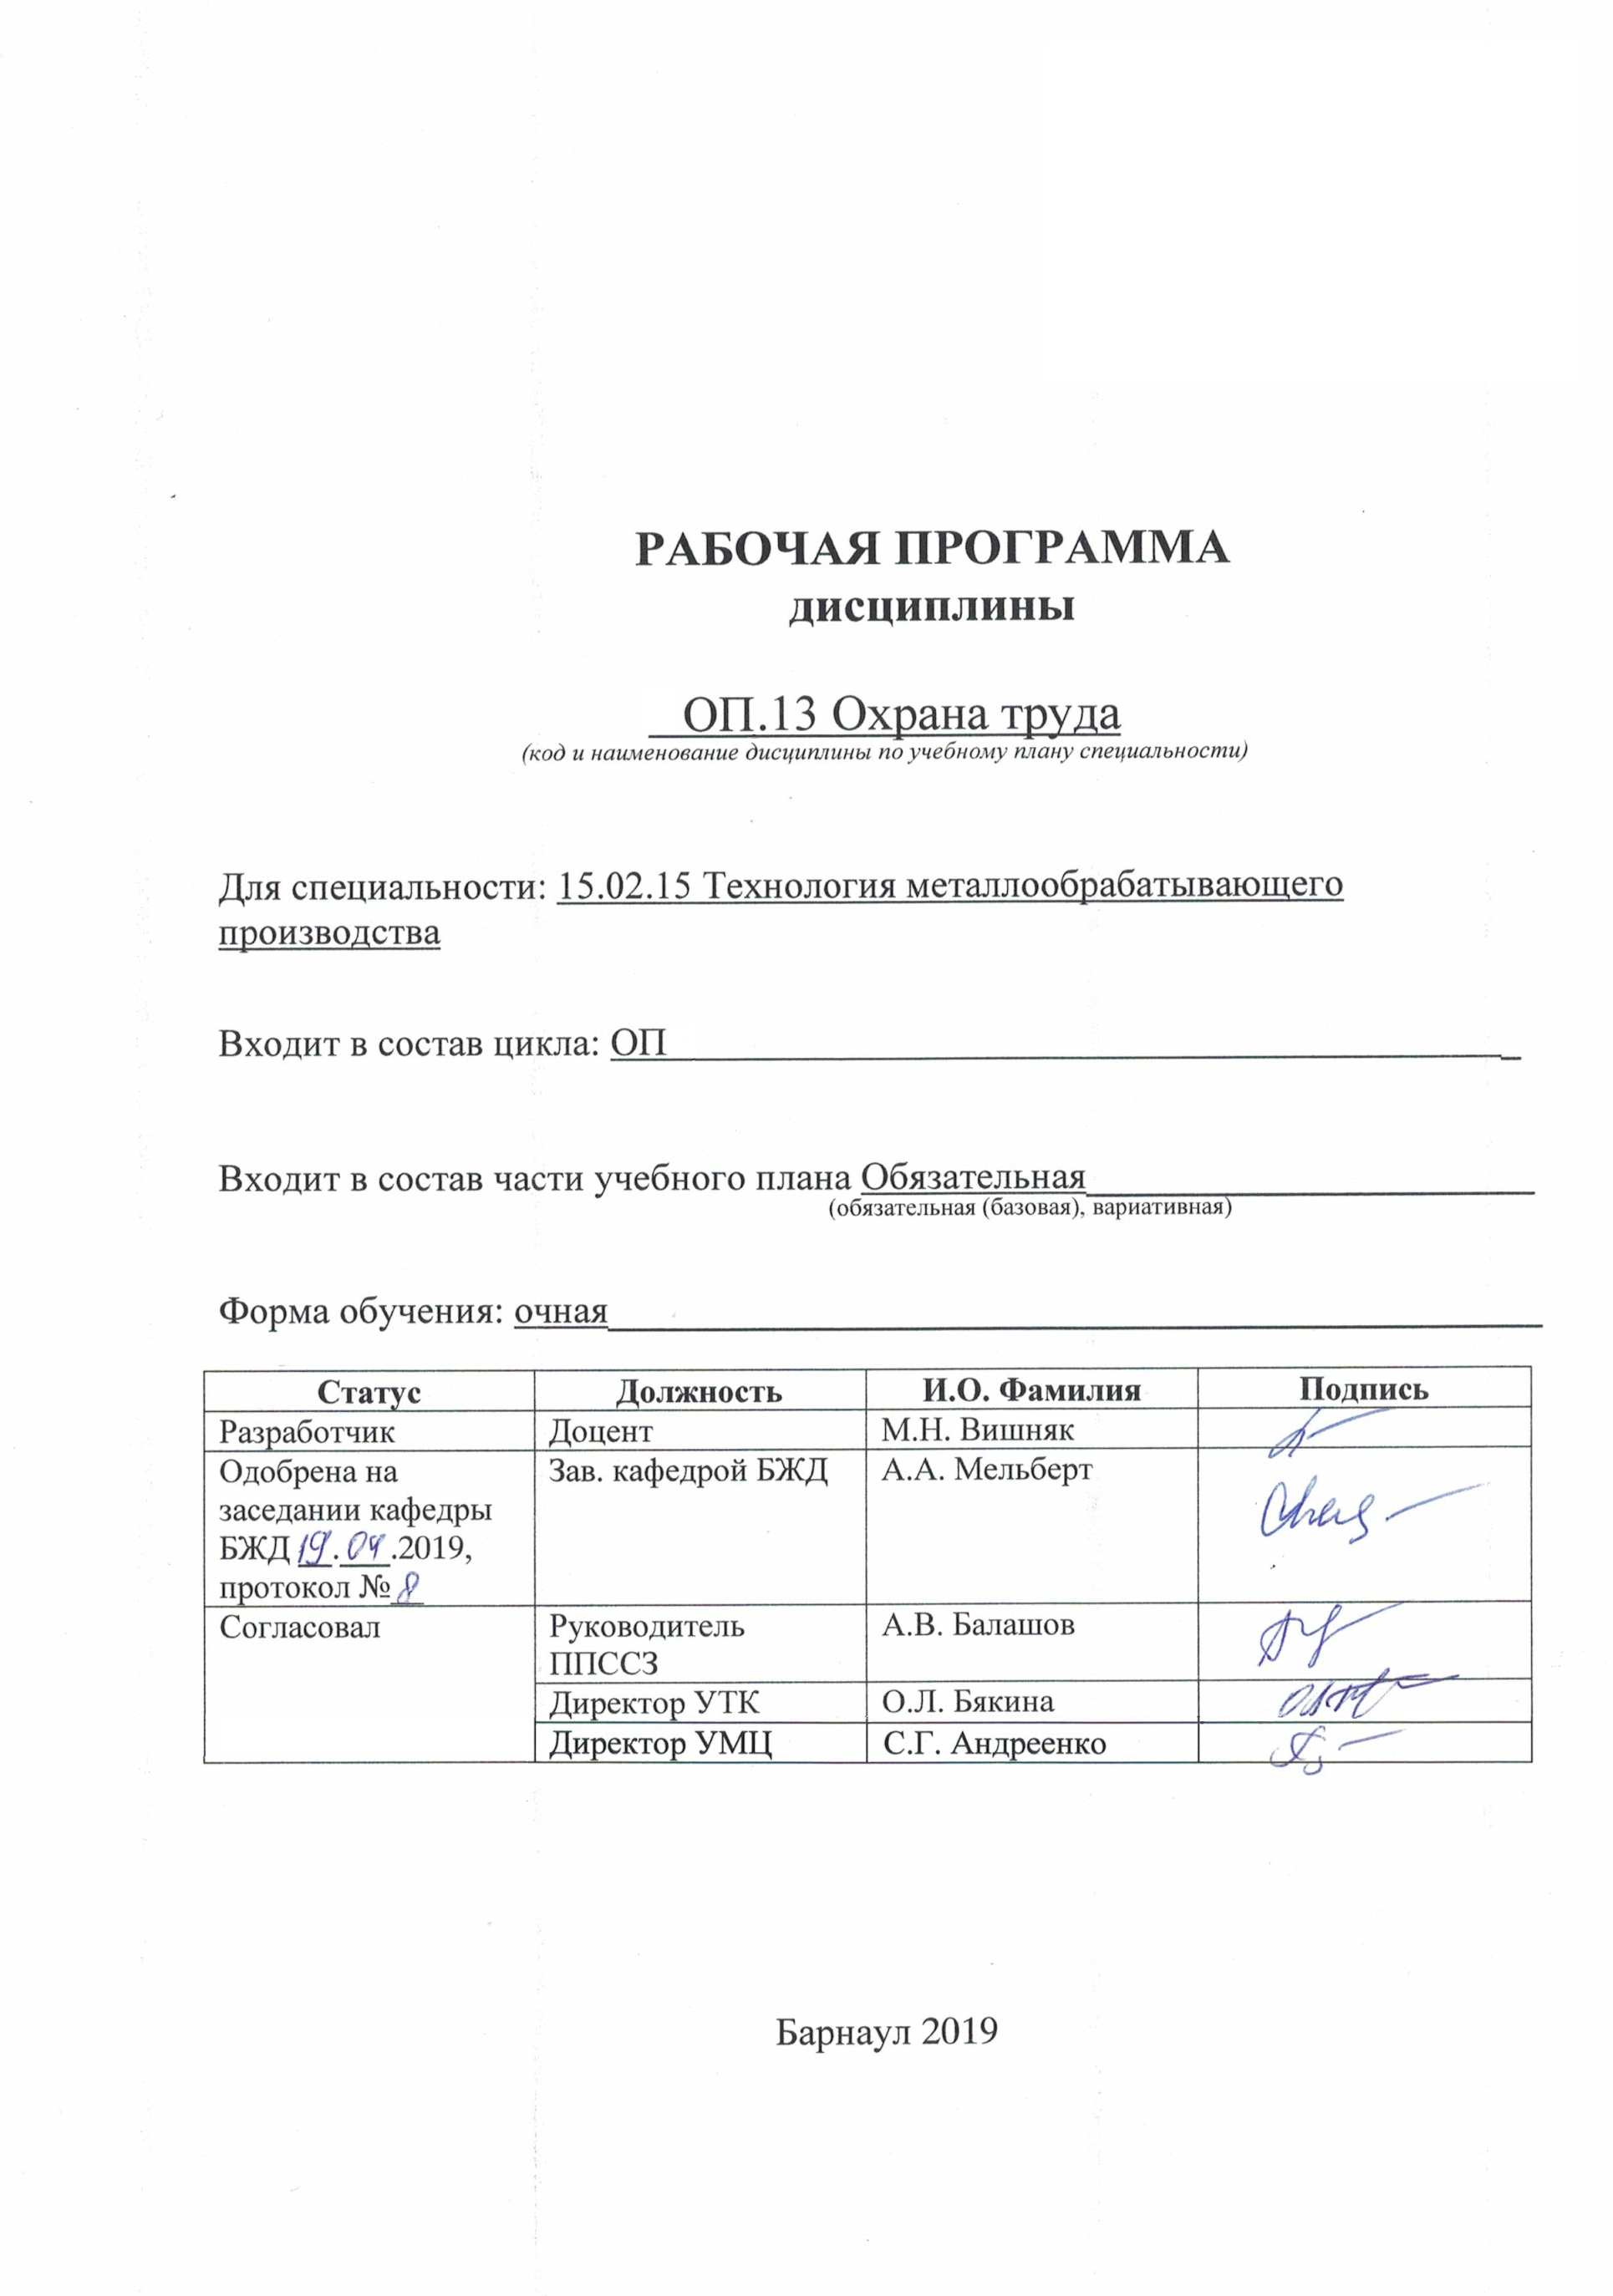 РАБОЧАЯ ПРОГРАММА
дисциплины
ОП.13 Охрана труда
(код и наименование дисциплины по учебному плану специальности)
Для специальности: 15.02.15 Технология металлообрабатывающего
производства
Входит в состав цикла: ОП
Входит в состав части учебного плана Обязательная
(обязательная (базовая), вариативная)
Форма обучения: очная
Статус Должность И.О. Фамилия Подпись
Разработчик Доцент М.Н. Вишняк
Одобрена на Зав. кафедрой БЖД А.А. Мельберт
заседании кафедры
БЖД 19.04.2019,
протокол № 8
Согласовал Руководитель А.В. Балашов
ППССЗ
Директор УТК О.Л. Бякина
Директор УМЦ С.Г. Андреенко
Барнаул 2019